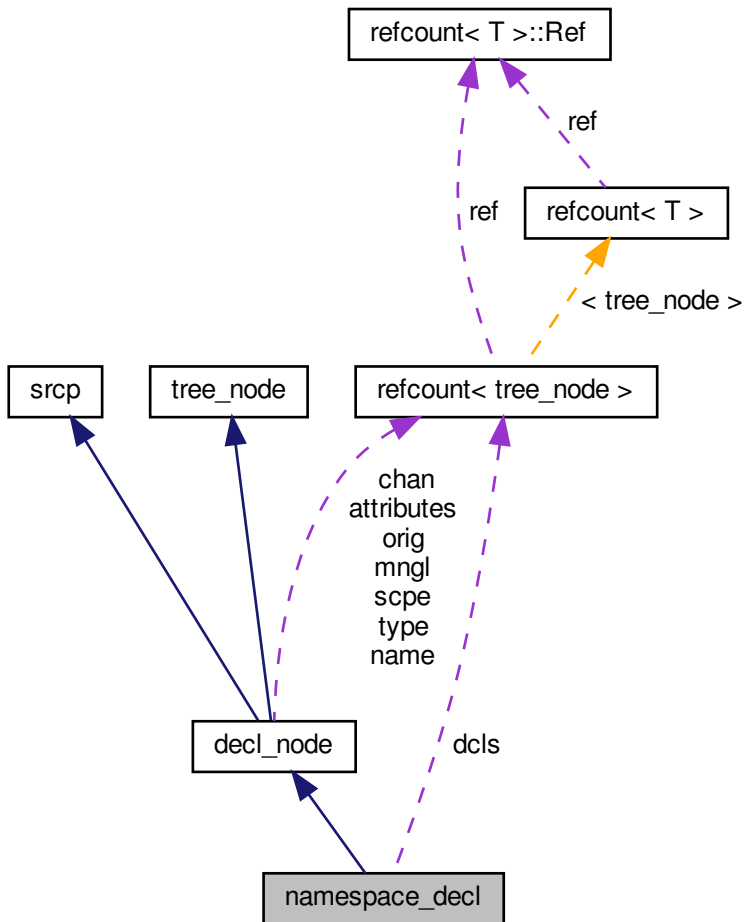 refcount< T >::Ref
ref
refcount< T >
ref
< tree_node >
srcp
tree_node
refcount< tree_node >
chan
attributes
orig
mngl
scpe
type
name
decl_node
dcls
namespace_decl